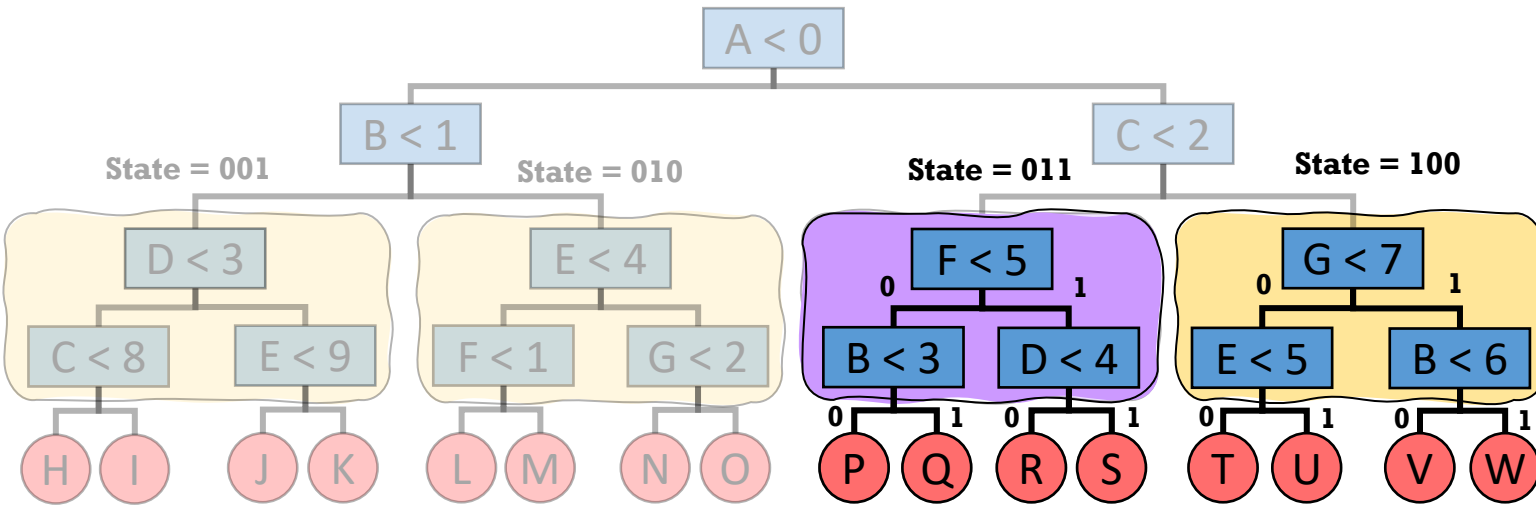 A < 0
B < 1
C < 2
State = 001
State = 010
State = 011
State = 100
D < 3
E < 4
F < 5
G < 7
0
1
0
1
C < 8
E < 9
F < 1
G < 2
B < 3
D < 4
E < 5
B < 6
0
1
0
1
0
1
0
1
H
I
J
K
L
M
N
O
P
Q
R
S
T
U
V
W